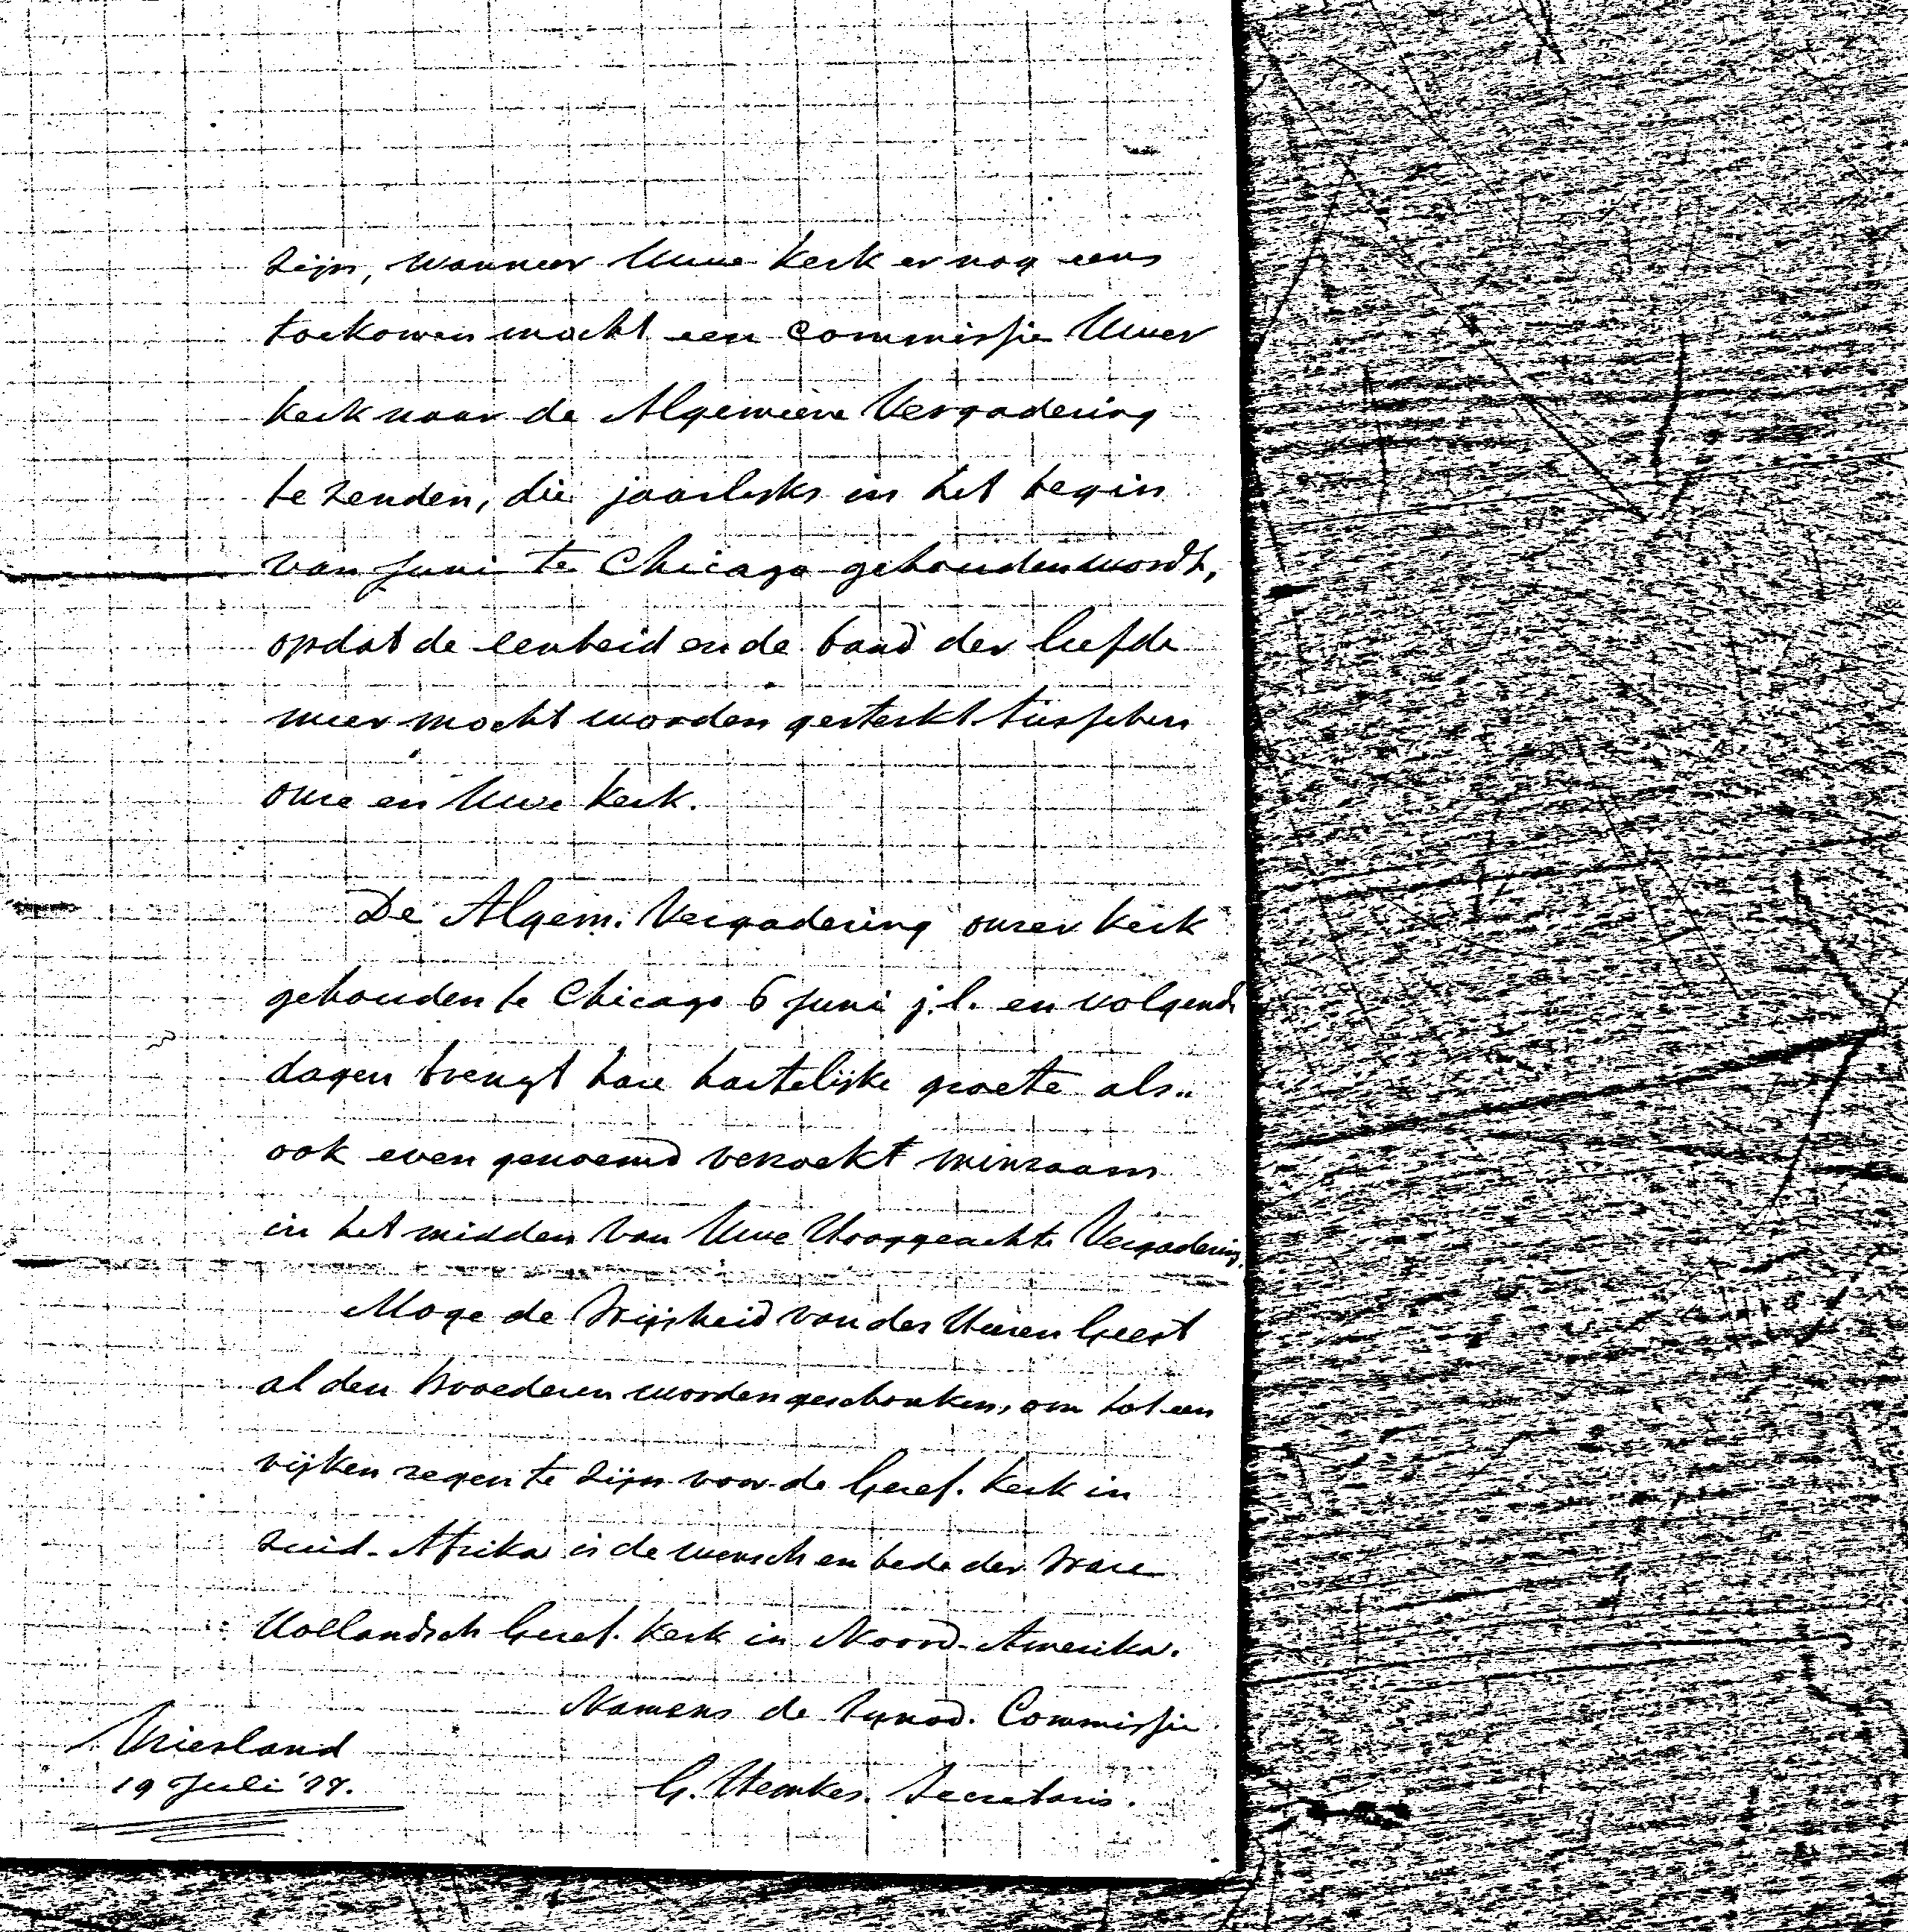 zijn, wanneer Uwe Kerk er nog eens
toekomen mocht een commissie Uwer
Kerk naar de Algemeene Vergadering
te zenden, die jaarlijks in het begin
van Juni te Chicago gehouden wordt,
opdat de eenheid en de band der liefde
meer mocht worden gesterkt tusschen
onze en Uwe Kerk.
De Algem. Vergadering onzer Kerk
gehouden te Chicago 6 Juni j.l. en volgende
dagen brengt hare hartelijke groete als..
ook even genoemd verzoekt minzaam
in het midden van Uwe Hooggeachte Vergadering.
Moge de Wijsheid van des Heeren Geest
al den broederen worden geschonken, om tot een
rijken zegen te zijn voor de Geref. Kerk in
Zuid-Afrika is de wensch en bede der Ware
Hollandsch Geref. Kerk in Noord-Amerika.
Namens de Synod. Commissie
Vriesland
19 Juli
G. Hemkes. Secretaris.